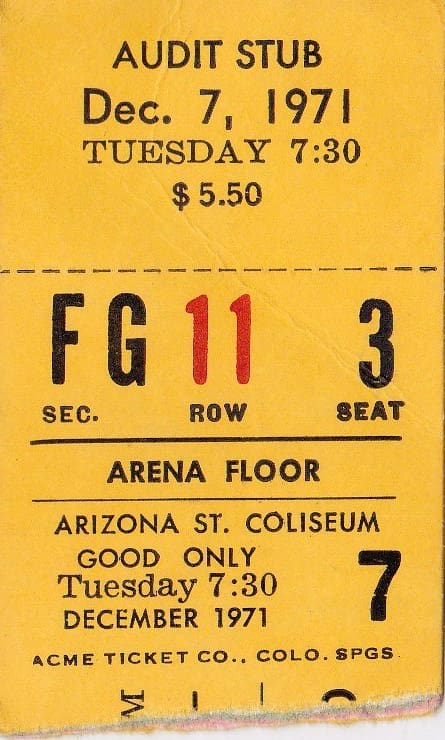 AUDIT STUB
Dec. 7, 1971
TUESDAY 7:30
$5.50
FG 11 3
SEC. ROW SEAT
ARENA FLOOR
ARIZONA ST. COLISEUM
GOOD ONLY
Tuesday 7:30 7
DECEMBER 1971
ACME TICKET CO., COLO. SPGS.